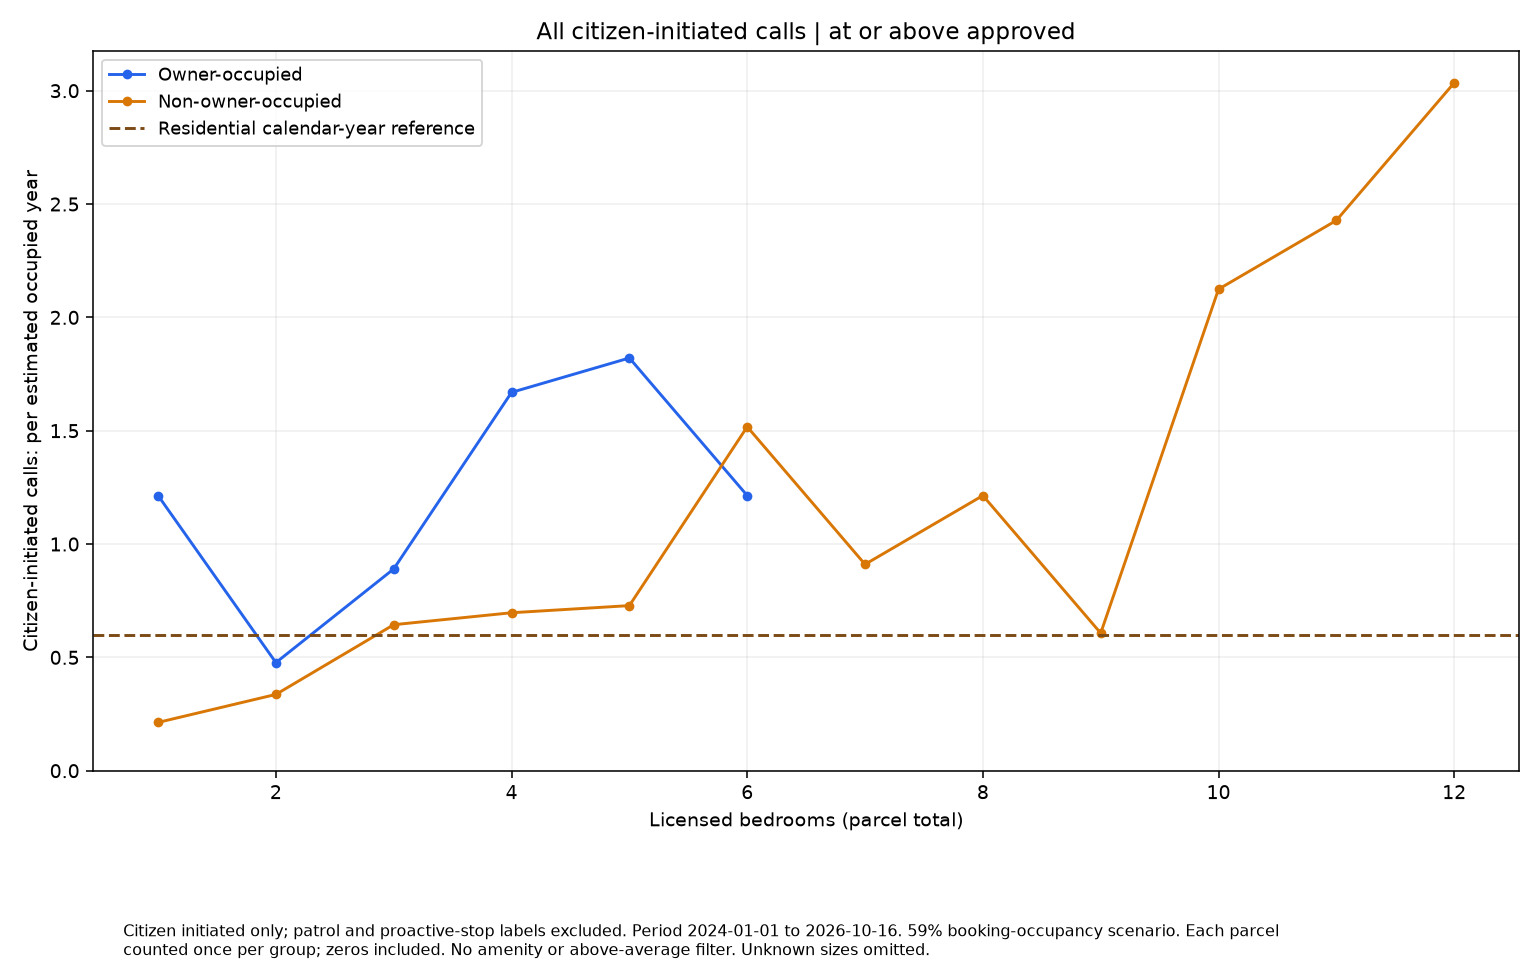 All citizen-initiated calls | at or above approved
Owner-occupied
Non-owner-occupied
Residential calendar-year reference
Citizen-initiated calls: per estimated occupied year
3.0
2.5
2.0
1.5
1.0
0.5
0.0
2
4
6
8
10
12
Licensed bedrooms (parcel total)
Citizen initiated only; patrol and proactive-stop labels excluded. Period 2024-01-01 to 2026-10-16. 59% booking-occupancy scenario. Each parcel
counted once per group; zeros included. No amenity or above-average filter. Unknown sizes omitted.